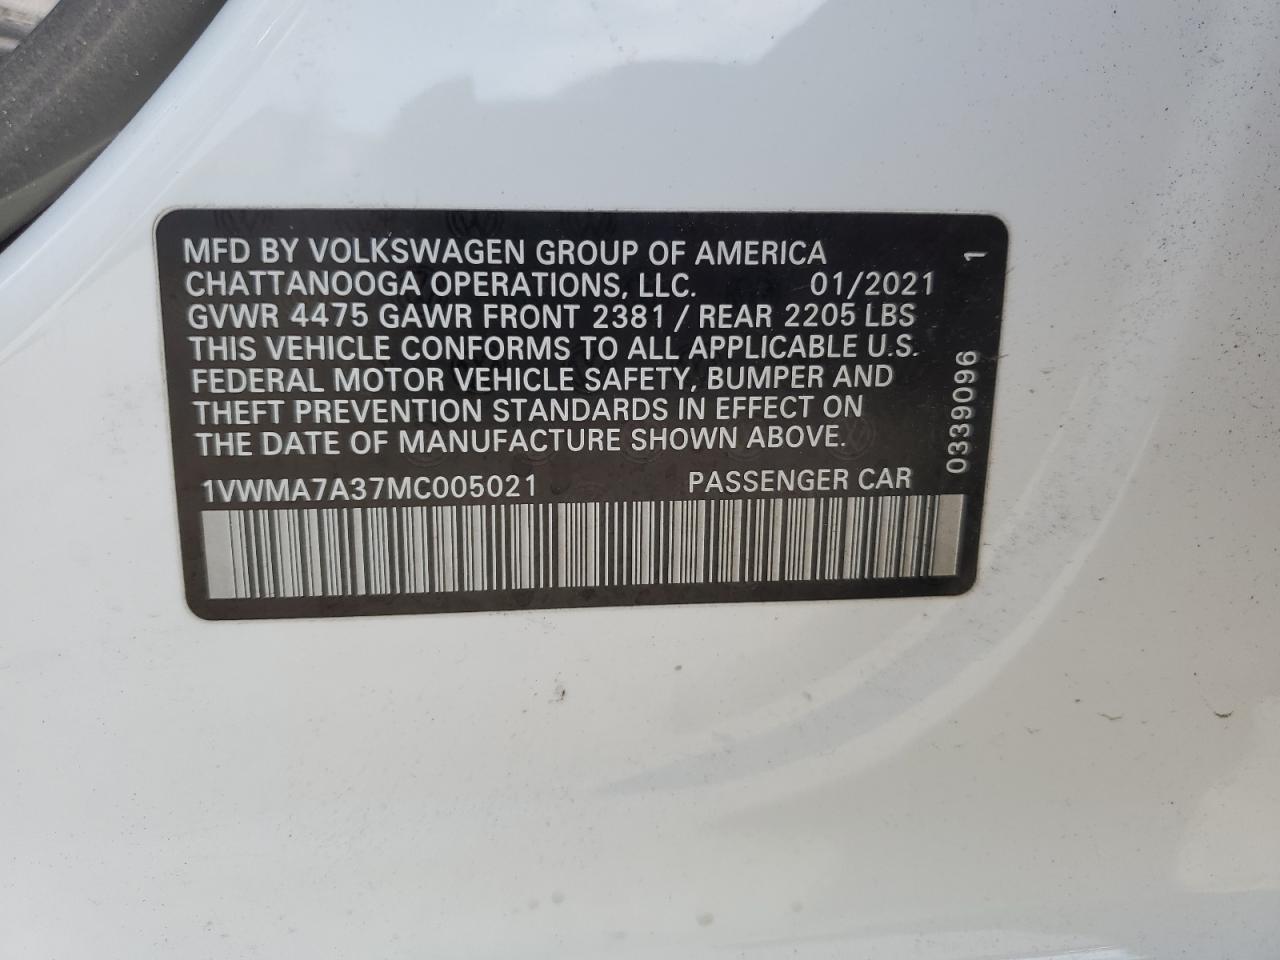 MFD BY VOLKSWAGEN GROUP OF AMERICA
CHATTANOOGA OPERATIONS, LLC. 01/2021
GVWR 4475 GAWR FRONT 2381 / REAR 2205 LBS
THIS VEHICLE CONFORMS TO ALL APPLICABLE U.S.
FEDERAL MOTOR VEHICLE SAFETY, BUMPER AND
THEFT PREVENTION STANDARDS IN EFFECT ON
THE DATE OF MANUFACTURE SHOWN ABOVE.
1VWMA7A37MC005021 PASSENGER CAR
0339096 1